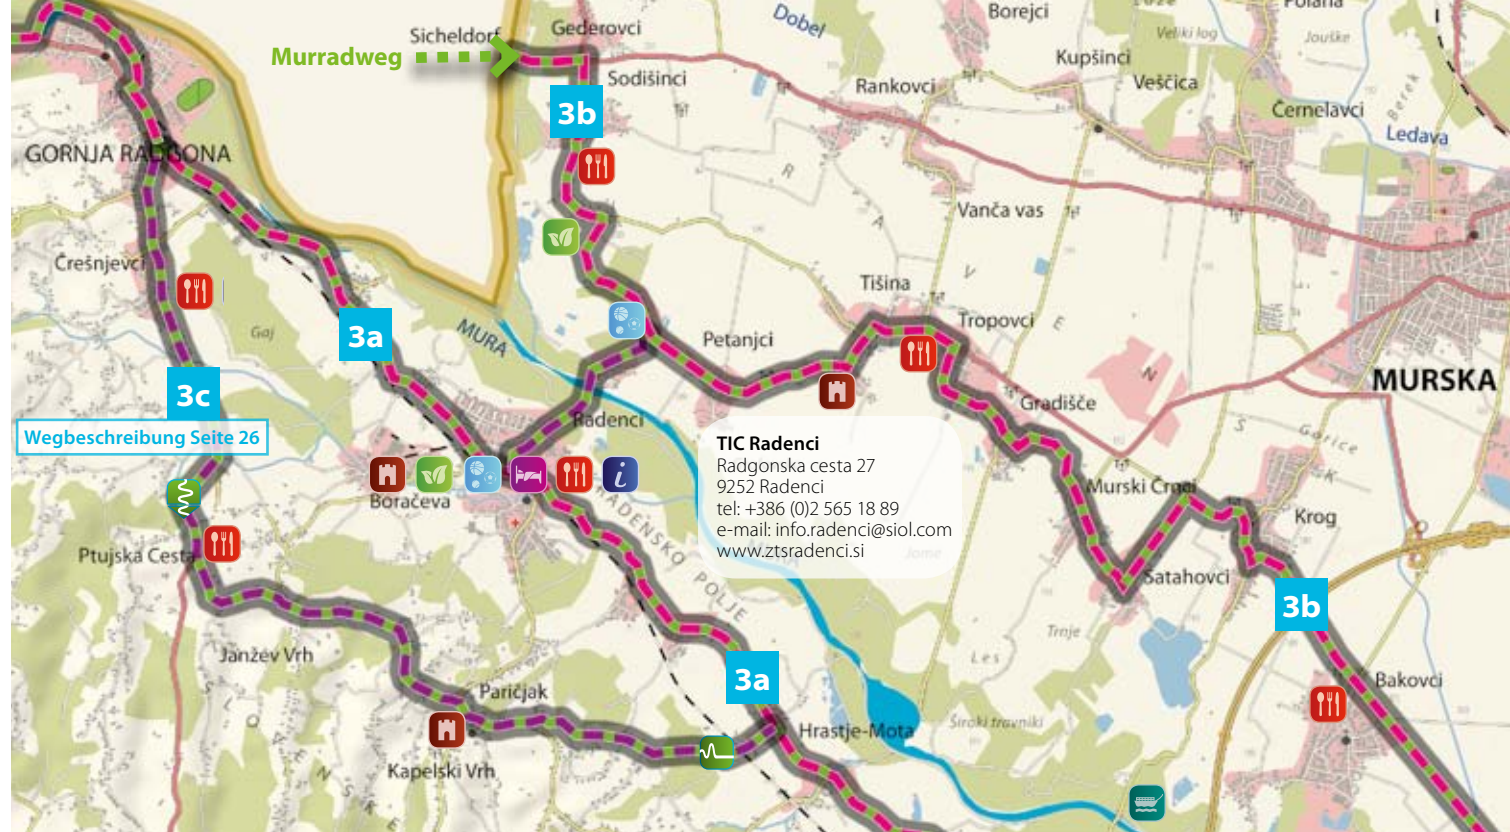 Sicheldorf
Gederovci
Dobel
Borejci
Murradweg
Sodišinci
Rankovci
Kupšinci
Veli log
Jouške
Veščica
Černelavci
Berek
Ledava
3b
GORNJA RADGONA
R
A
V
E
N
Vanča vas
Črešnjevci
Gaj
3a
MURA
Tišina
Tropovci
Petanjci
MURSKA
3c
Wegbeschreibung Seite 26
Radenci
Gradišče
S
K
Gorice
TIC Radenci
Radgonska cesta 27
9252 Radenci
tel: +386 (0)2 565 18 89
e-mail: info.radenci@siol.com
www.ztsradenci.si
i
Boračeva
RADENSKO POLJE
Murski Črnci
Krog
Ptujska Cesta
Satahovci
3b
Trnje
Les
Janžev Vrh
3a
Bakovci
Paričjak
Hrastje-Mota
Široki travniki
Kapelski Vrh